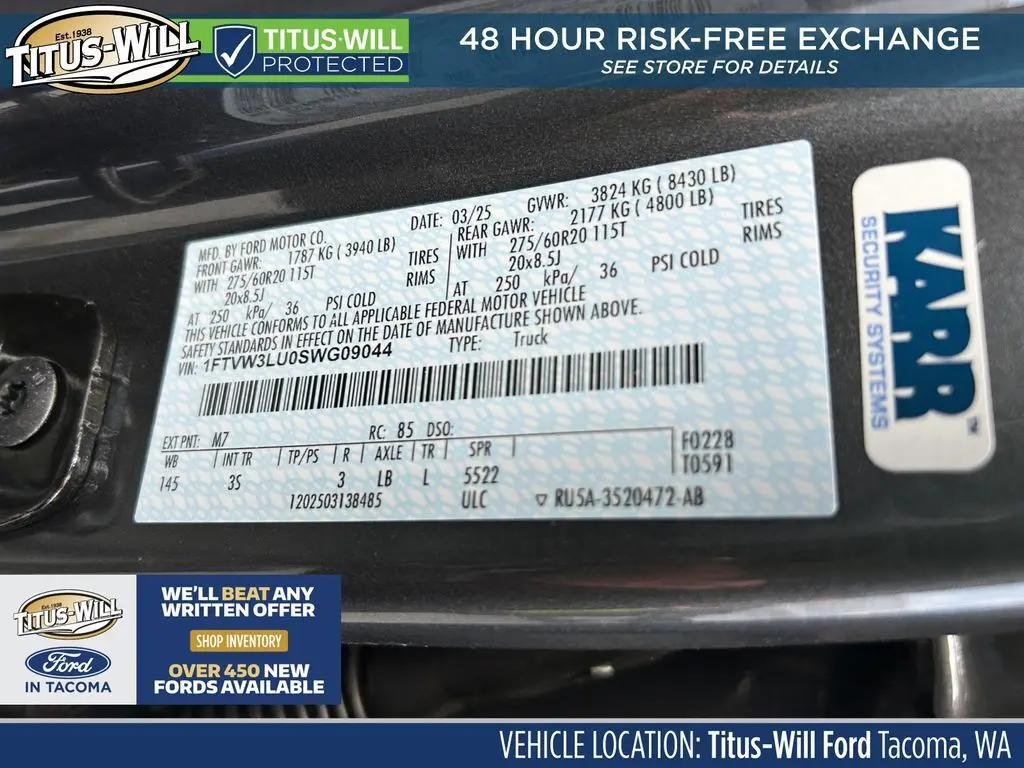 Est. 1938
TITUS-WILL
TITUS-WILL
PROTECTED
48 HOUR RISK-FREE EXCHANGE
SEE STORE FOR DETAILS
MFD. BY FORD MOTOR CO.
DATE: 03/25
GVWR: 3824 KG ( 8430 LB)
FRONT GAWR: 1787 KG ( 3940 LB)
REAR GAWR: 2177 KG ( 4800 LB)
WITH 275/60R20 115T TIRES
WITH 275/60R20 115T TIRES
20x8.5J RIMS
20x8.5J RIMS
AT 250 kPa/ 36 PSI COLD
AT 250 kPa/ 36 PSI COLD
THIS VEHICLE CONFORMS TO ALL APPLICABLE FEDERAL MOTOR VEHICLE
SAFETY STANDARDS IN EFFECT ON THE DATE OF MANUFACTURE SHOWN ABOVE.
VIN: 1FTVW3LU0SWG09044
TYPE: Truck
EXT PNT: M7 RC: 85 DSO:
WB INT TR TP/PS R AXLE TR SPR
145 3S 3 LB L 5522
F0228
T0591
1202503138485 ULC RU5A-3520472-AB
KARR
TM
SECURITY SYSTEMS
Est. 1938
TITUS-WILL
Ford
IN TACOMA
WE'LL BEAT ANY
WRITTEN OFFER
SHOP INVENTORY
OVER 450 NEW
FORDS AVAILABLE
VEHICLE LOCATION: Titus-Will Ford Tacoma, WA